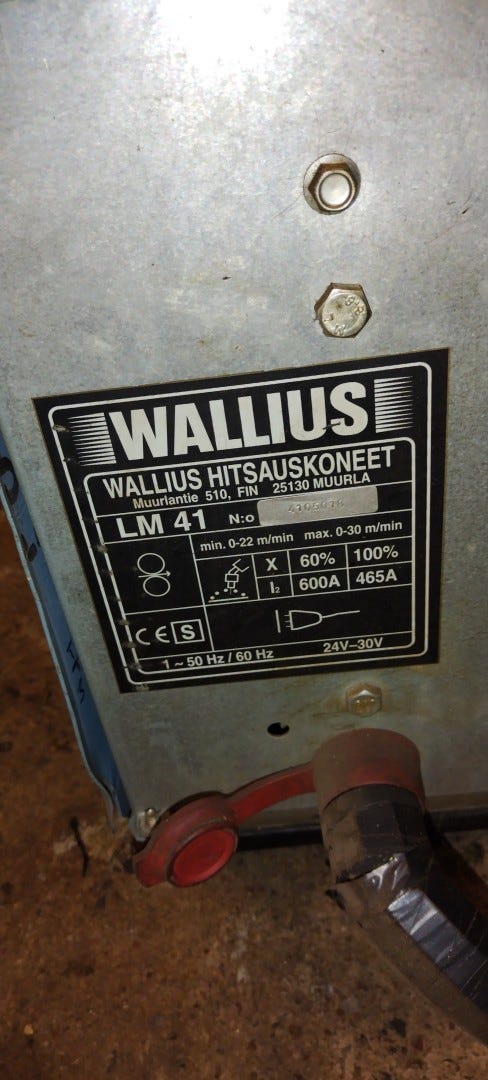 WALLIUS
WALLIUS HITSAUSKONEET
Muurlantie 510, FIN 25130 MUURLA
LM 41 N:o
min. 0-22 m/min max. 0-30 m/min
X 60% 100%
I₂ 600A 465A
CE S
1 ~ 50 Hz / 60 Hz 24V–30V